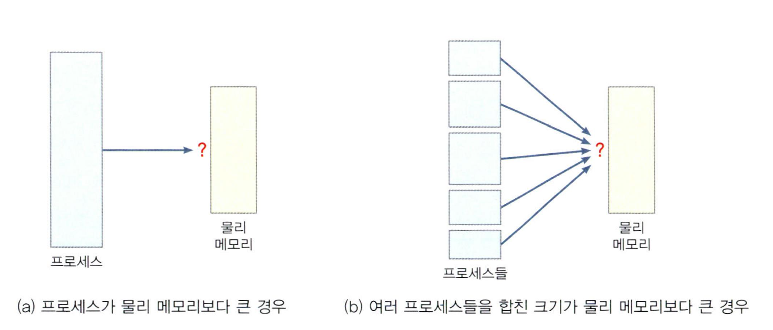 ?
물리
메모리
프로세스
(a) 프로세스가 물리 메모리보다 큰 경우
?
물리
메모리
프로세스들
(b) 여러 프로세스들을 합친 크기가 물리 메모리보다 큰 경우